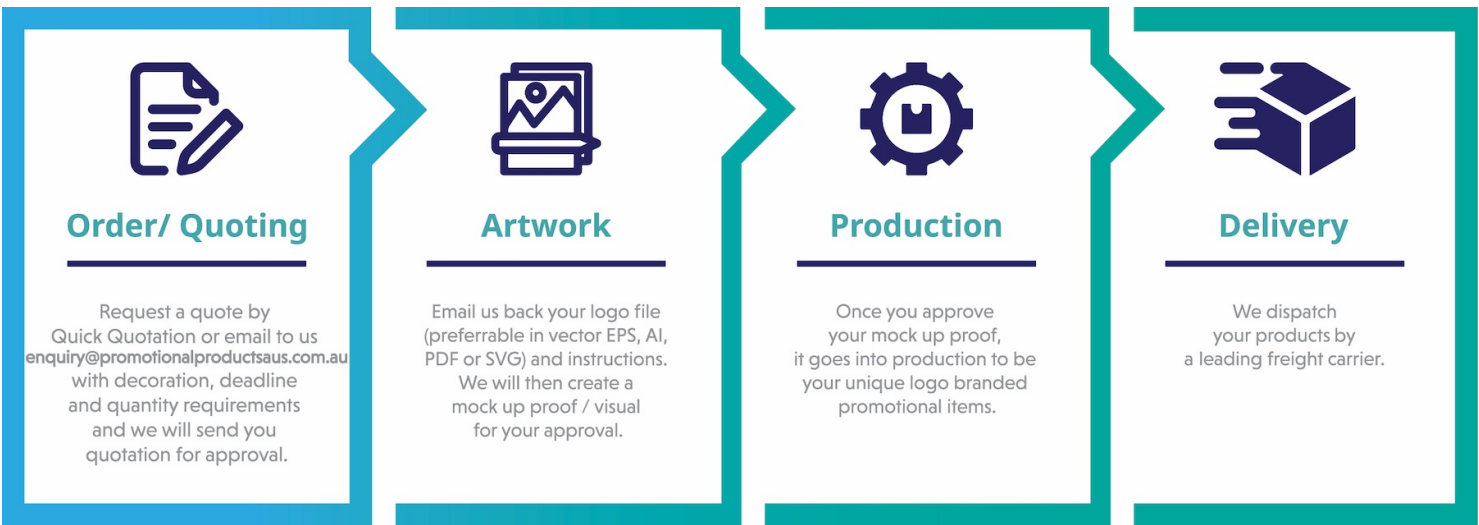 Order/ Quoting
Request a quote by
Quick Quotation or email to us
enquiry@promotionalproductsaus.com.au
with decoration, deadline
and quantity requirements
and we will send you
quotation for approval.
Artwork
Email us back your logo file
(preferrable in vector EPS, AI,
PDF or SVG) and instructions.
We will then create a
mock up proof / visual
for your approval.
Production
Once you approve
your mock up proof,
it goes into production to be
your unique logo branded
promotional items.
Delivery
We dispatch
your products by
a leading freight carrier.